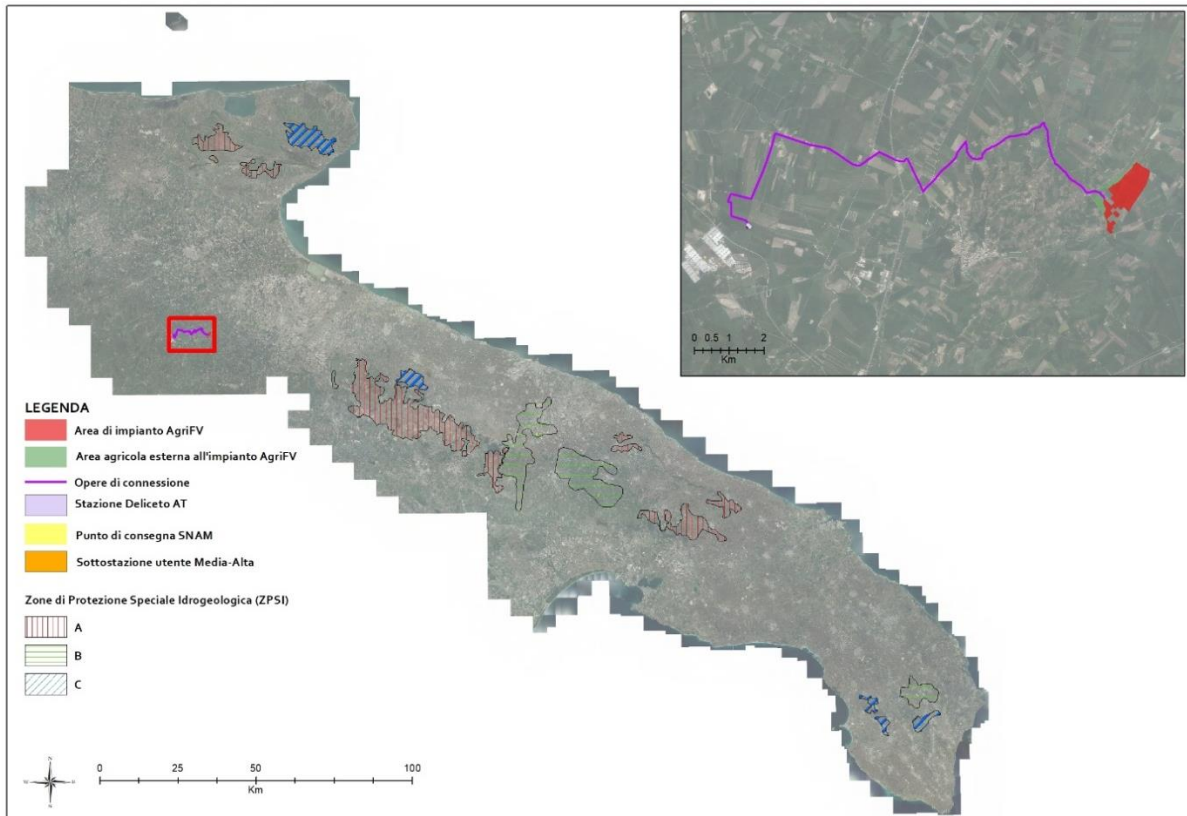 0 0.5 1 2
Km
LEGENDA
Area di impianto AgriFV
Area agricola esterna all'impianto AgriFV
Opere di connessione
Stazione Deliceto AT
Punto di consegna SNAM
Sottostazione utente Media-Alta
Zone di Protezione Speciale Idrogeologica (ZPSI)
A
B
C
0 25 50 100
Km